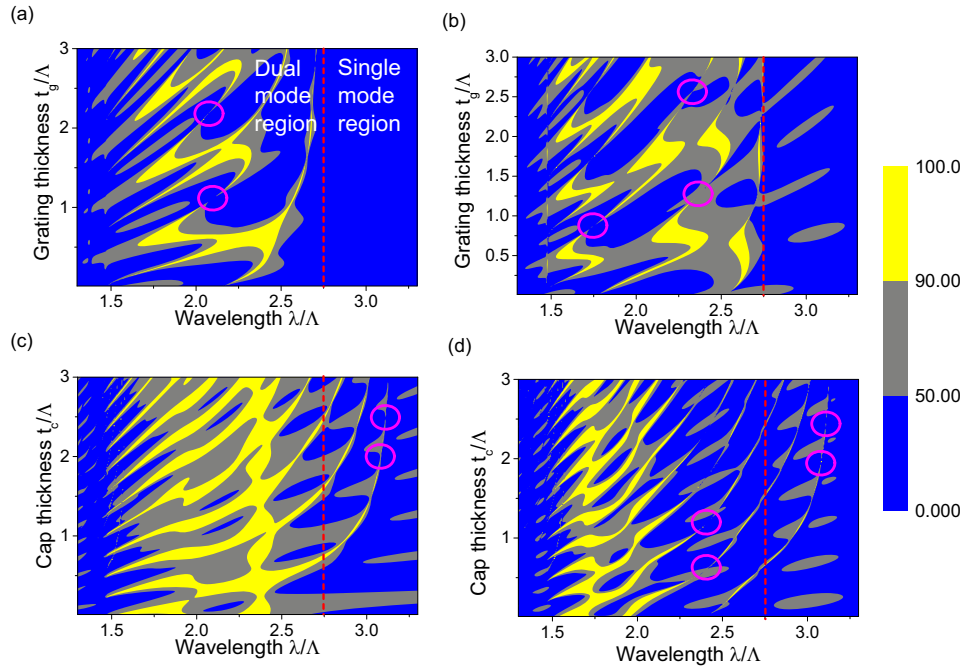 (a)
3
2
1
Grating thickness t_g/Λ
Dual
mode
region
Single
mode
region
1.5 2.0 2.5 3.0
Wavelength λ/Λ
(b)
3.0
2.5
2.0
1.5
1.0
0.5
Grating thickness t_g/Λ
1.5 2.0 2.5 3.0
Wavelength λ/Λ
(c)
3
2
1
Cap thickness t_c/Λ
1.5 2.0 2.5 3.0
Wavelength λ/Λ
(d)
3
2
1
Cap thickness t_c/Λ
1.5 2.0 2.5 3.0
Wavelength λ/Λ
100.0
90.00
50.00
0.000